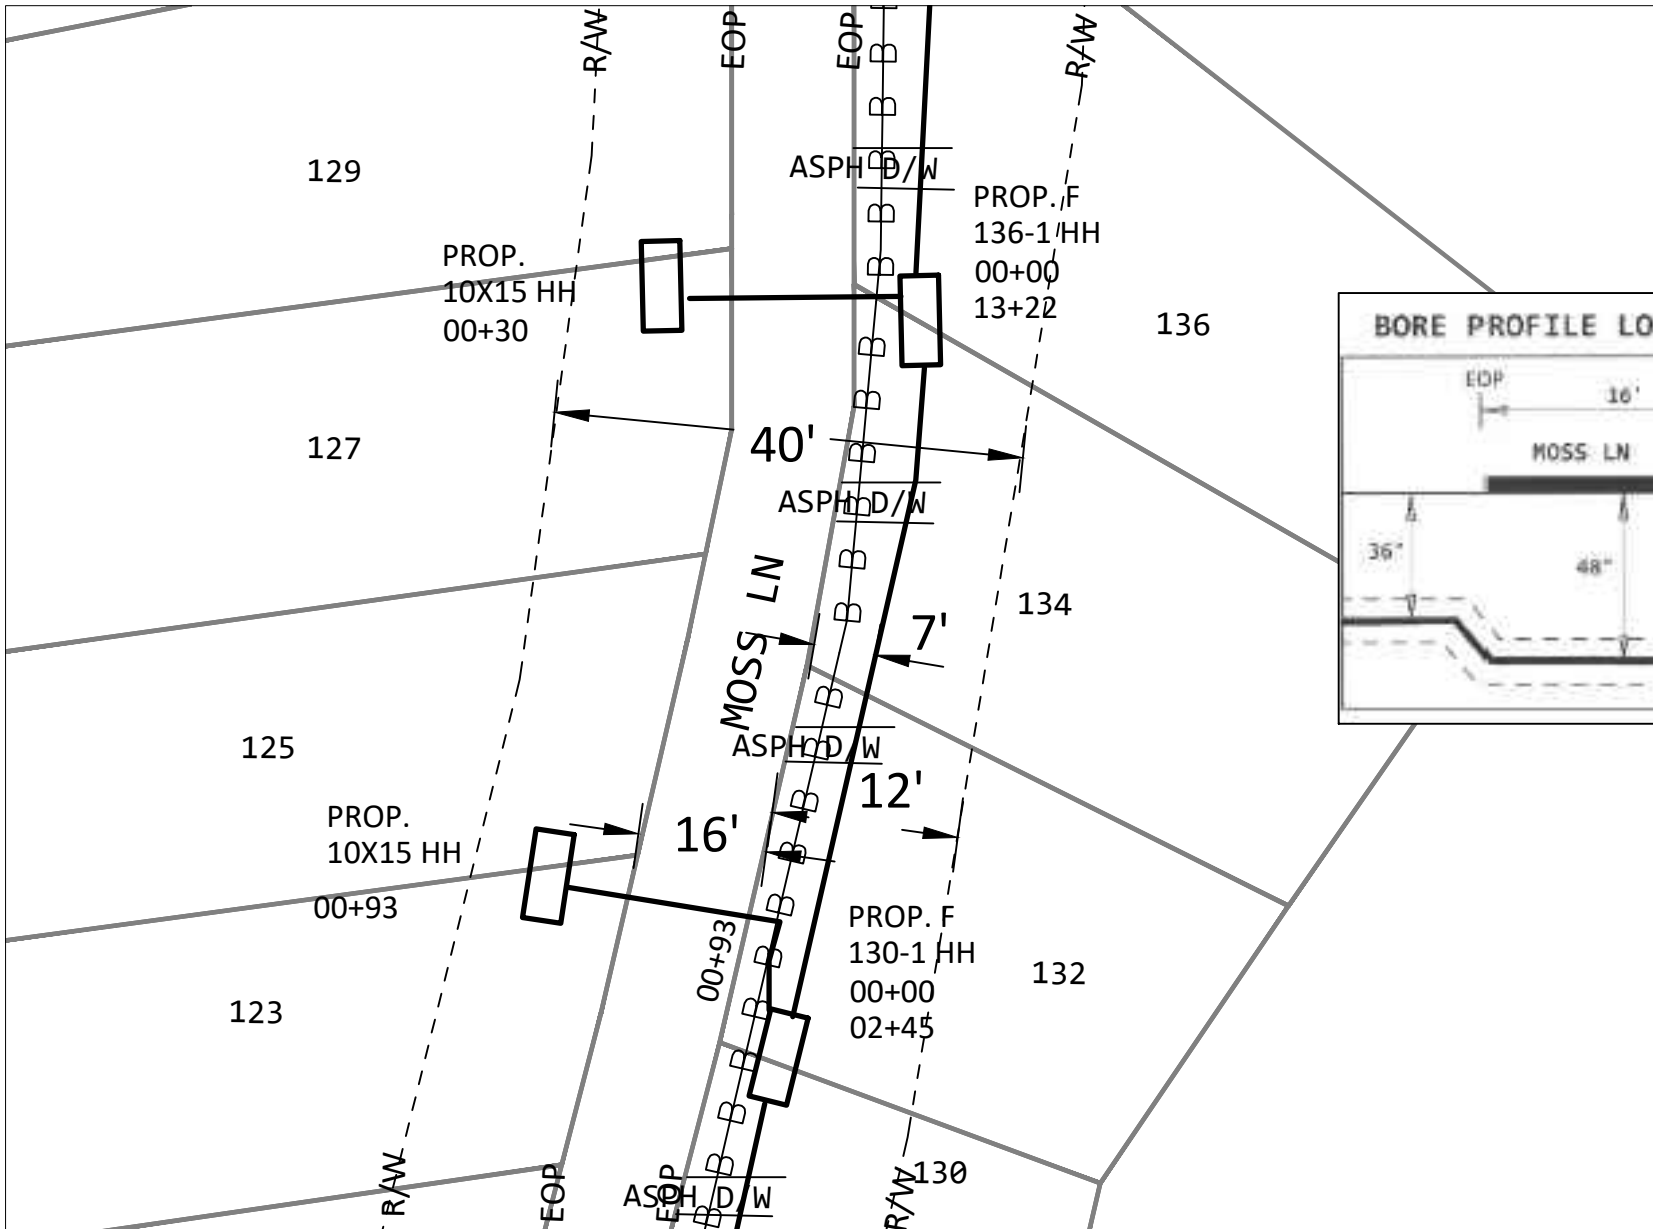 R/W
EOP
EOP
R/W
B
B
B
ASPH D/W
B
129
PROP. F
136-1 HH
00+00
13+22
B
PROP.
10X15 HH
00+30
B
136
BORE PROFILE LO
EOP
16'
MOSS LN
36"
48"
B
B
127
40'
B
ASPH D/W
B
B
MOSS LN
B
7'
134
B
125
ASPH D/W
B
12'
B
16'
B
PROP.
10X15 HH
00+93
B
00+93
B
PROP. F
130-1 HH
00+00
02+45
132
123
B
B
B
B
130
R/W
EOP
EOP
ASPH D/W
B
R/W